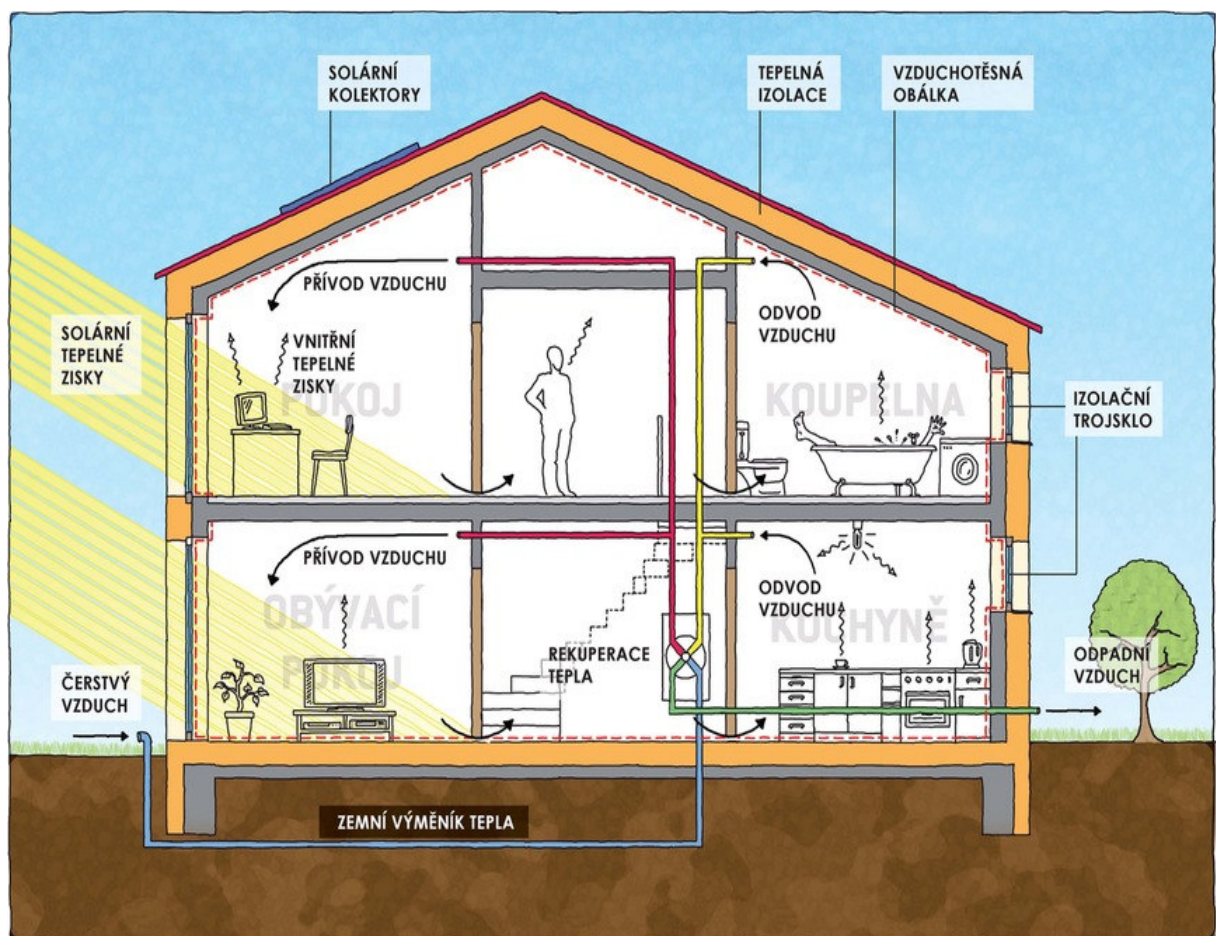 SOLÁRNÍ
KOLEKTORY
TEPELNÁ
IZOLACE
VZDUCHOTĚSNÁ
OBÁLKA
PŘÍVOD VZDUCHU
ODVOD
VZDUCHU
SOLÁRNÍ
TEPELNÉ
ZISKY
VNITŘNÍ
TEPELNÉ
ZISKY
POKOJ
KOUPELNA
IZOLAČNÍ
TROJSKLO
PŘÍVOD VZDUCHU
ODVOD
VZDUCHU
OBÝVACÍ
POKOJ
KUCHYNĚ
REKUPERACE
TEPLA
ČERSTVÝ
VZDUCH
ODPADNÍ
VZDUCH
ZEMNÍ VÝMĚNÍK TEPLA